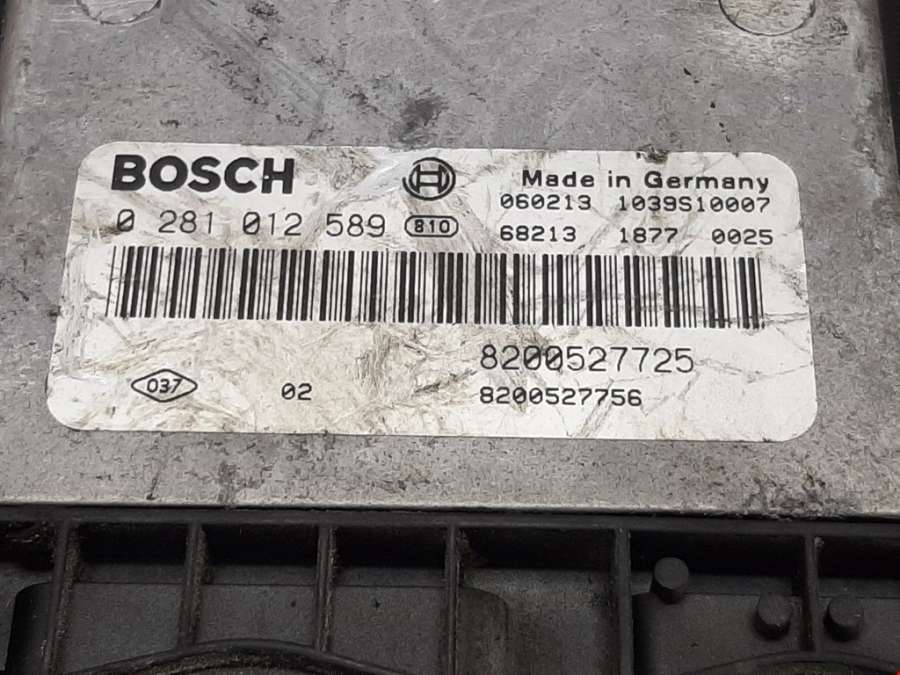 BOSCH
Made in Germany
060213 1039S10007
0 281 012 589 810
68213 1877 0025
8200527725
037 02 8200527756